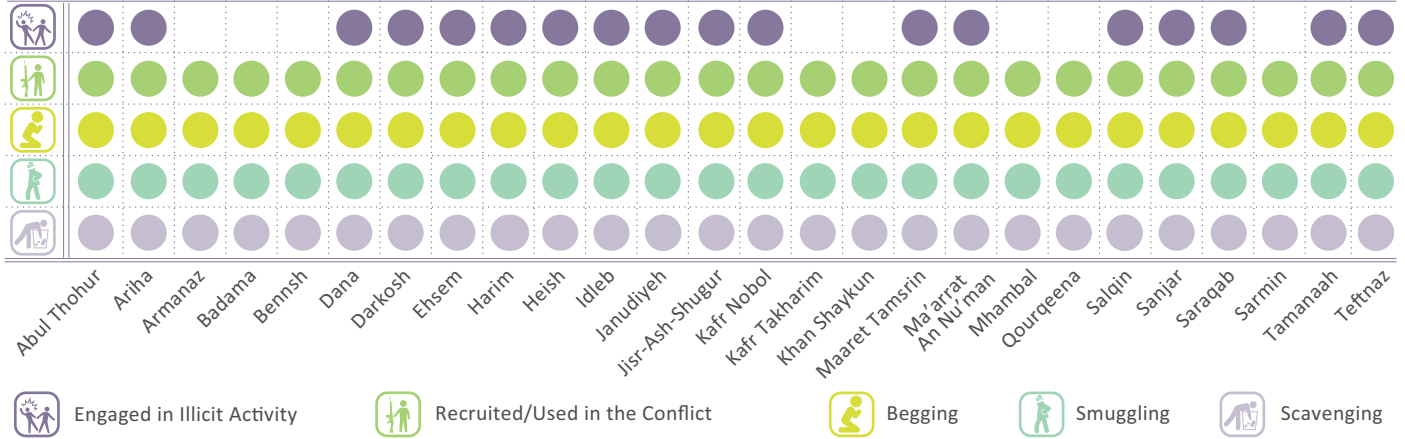 Abul Thohur
Ariha
Armanaz
Badama
Bennsh
Dana
Darkosh
Ehsem
Harim
Heish
Idleb
Janudiyeh
Jisr-Ash-Shugur
Kafr Nobol
Kafr Takharim
Khan Shaykun
Maaret Tamsrin
Ma'arrat
An Nu'man
Mhambal
Qourqeena
Salqin
Sanjar
Saraqab
Sarmin
Tamanaah
Teftnaz
Engaged in Illicit Activity
Recruited/Used in the Conflict
Begging
Smuggling
Scavenging